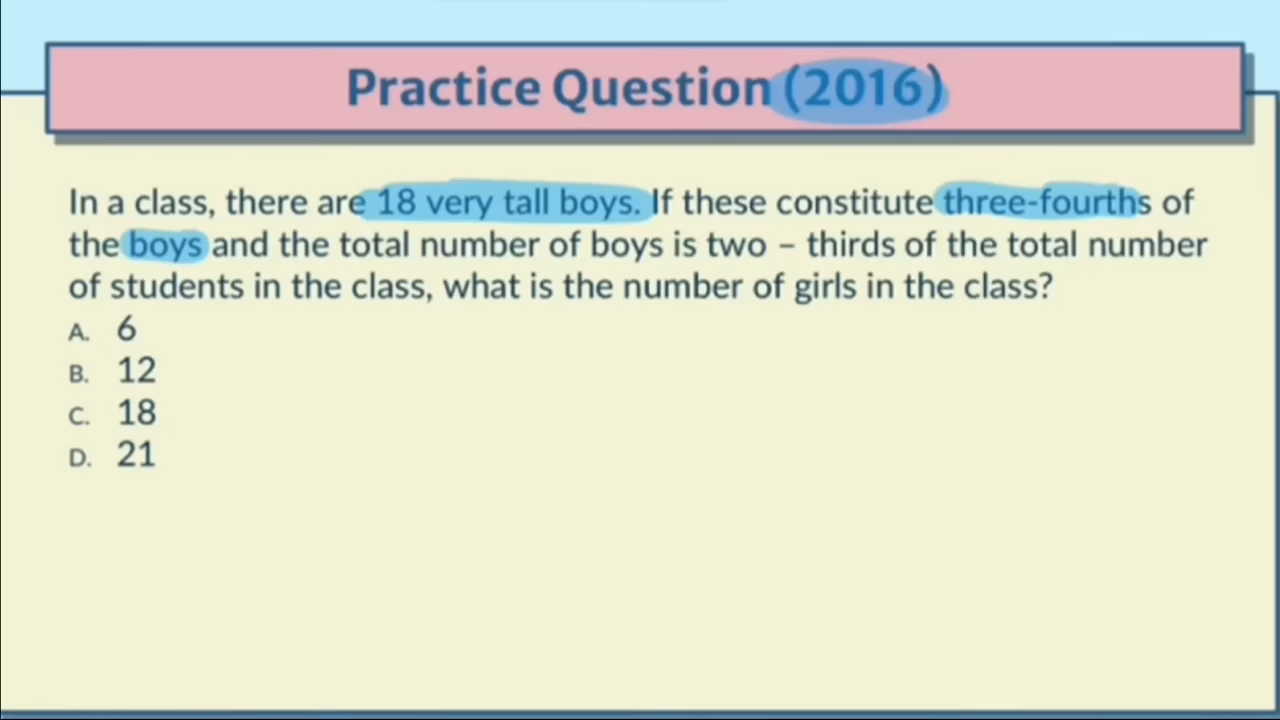 Practice Question (2016)
In a class, there are 18 very tall boys. If these constitute three-fourths of
the boys and the total number of boys is two – thirds of the total number
of students in the class, what is the number of girls in the class?
A. 6
B. 12
C. 18
D. 21